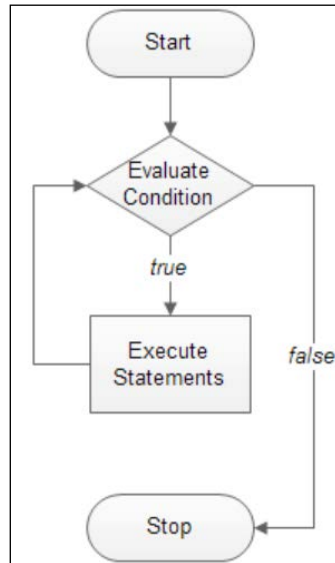 Start
Evaluate
Condition
true
Execute
Statements
false
Stop